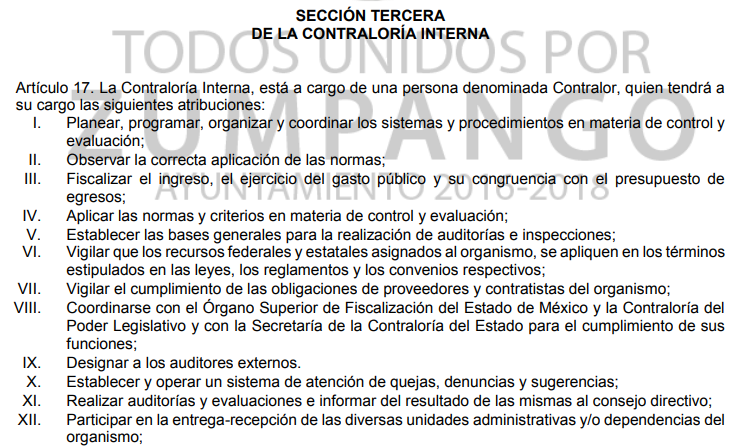 SECCIÓN TERCERA
DE LA CONTRALORÍA INTERNA
TODOS UNIDOS POR
Artículo 17. La Contraloría Interna, está a cargo de una persona denominada Contralor, quien tendrá a
su cargo las siguientes atribuciones:
ZUMPANGO
I. Planear, programar, organizar y coordinar los sistemas y procedimientos en materia de control y
evaluación;
II. Observar la correcta aplicación de las normas;
III. Fiscalizar el ingreso, el ejercicio del gasto público y su congruencia con el presupuesto de
AYUNTAMIENTO 2016-2018
egresos;
IV. Aplicar las normas y criterios en materia de control y evaluación;
V. Establecer las bases generales para la realización de auditorías e inspecciones;
VI. Vigilar que los recursos federales y estatales asignados al organismo, se apliquen en los términos
estipulados en las leyes, los reglamentos y los convenios respectivos;
VII. Vigilar el cumplimiento de las obligaciones de proveedores y contratistas del organismo;
VIII. Coordinarse con el Órgano Superior de Fiscalización del Estado de México y la Contraloría del
Poder Legislativo y con la Secretaría de la Contraloría del Estado para el cumplimiento de sus
funciones;
IX. Designar a los auditores externos.
X. Establecer y operar un sistema de atención de quejas, denuncias y sugerencias;
XI. Realizar auditorías y evaluaciones e informar del resultado de las mismas al consejo directivo;
XII. Participar en la entrega-recepción de las diversas unidades administrativas y/o dependencias del
organismo;